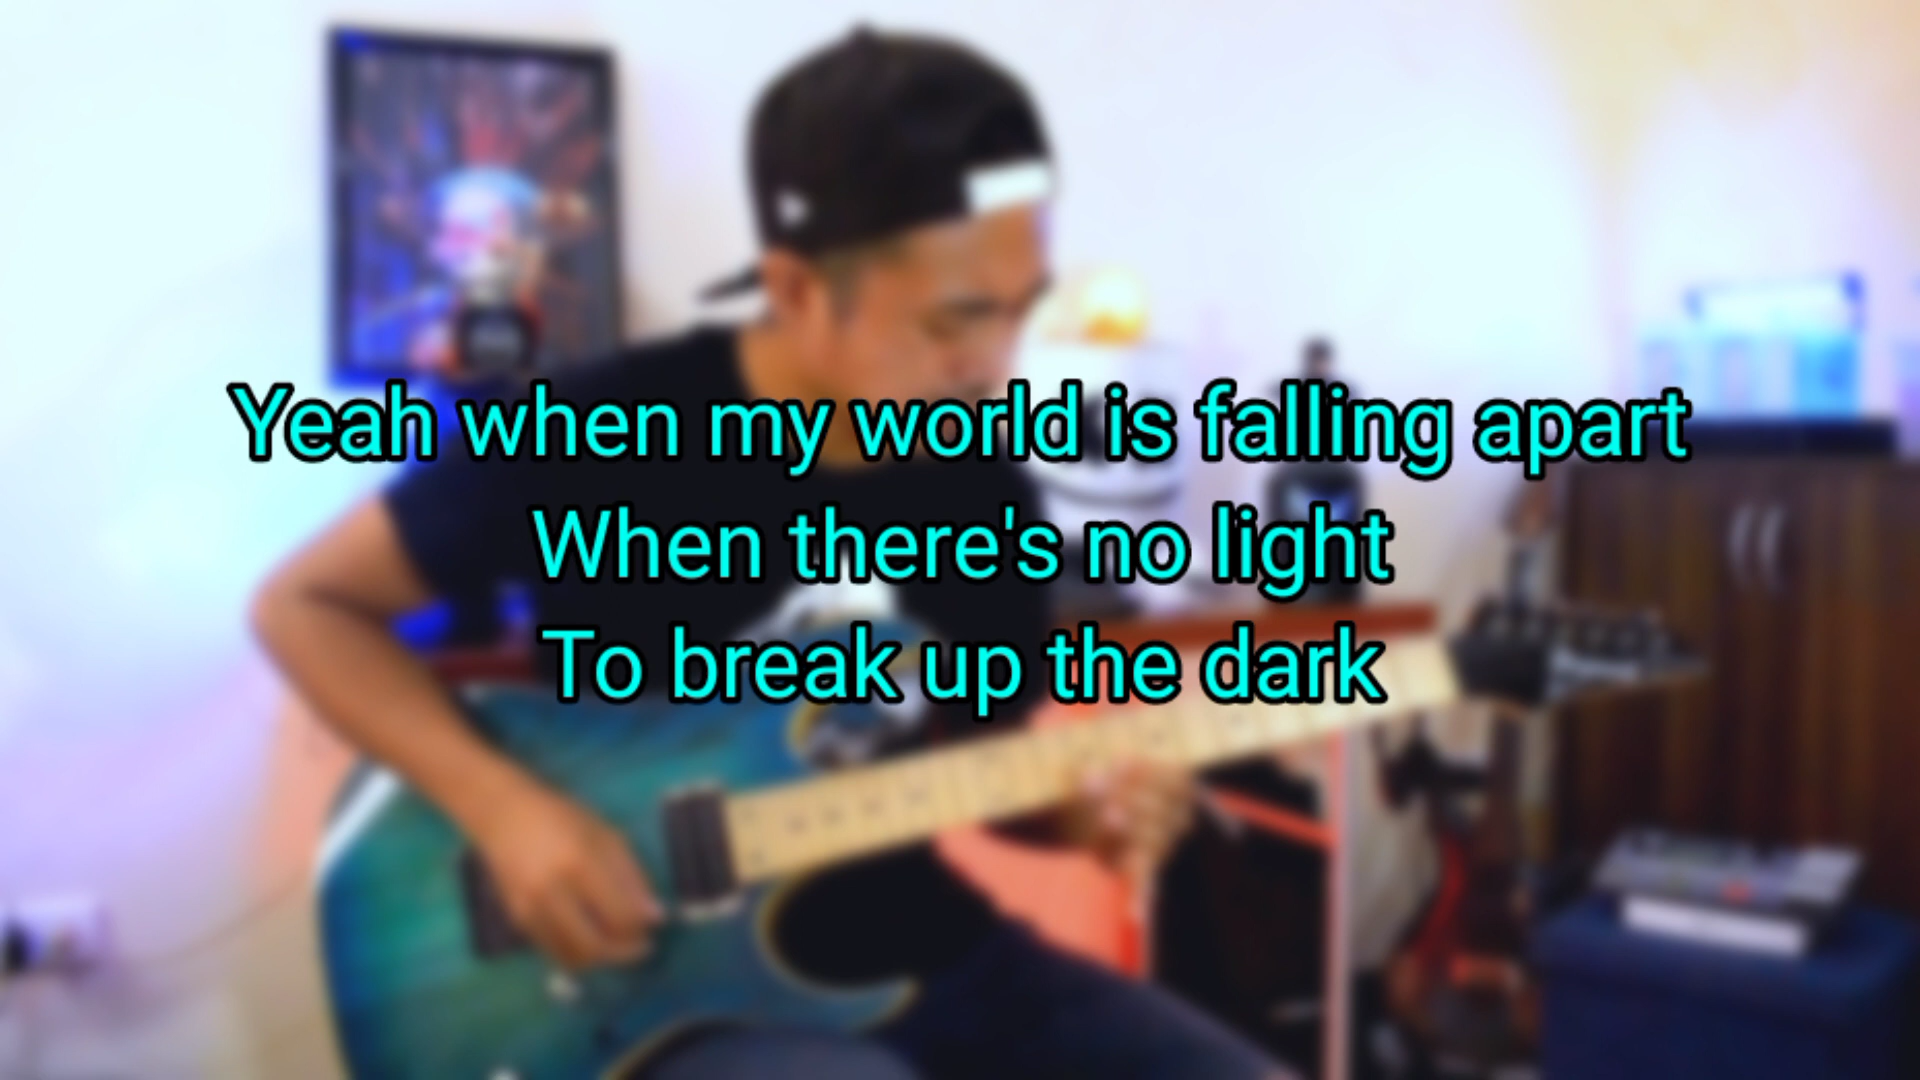 Yeah when my world is falling apart
When there's no light
To break up the dark